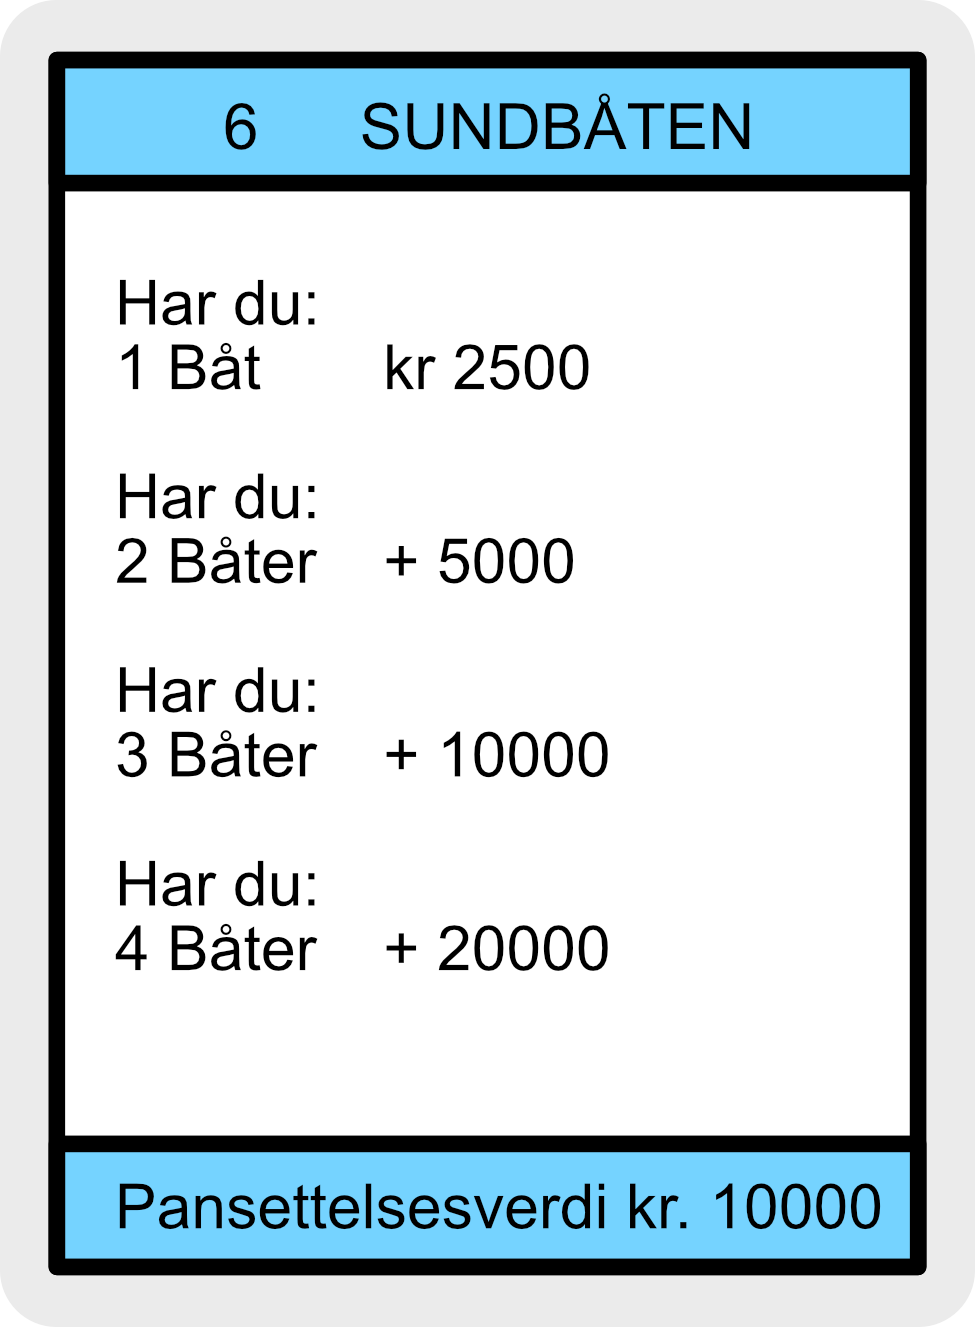 6 SUNDBÅTEN
Har du:
1 Båt kr 2500
Har du:
2 Båter + 5000
Har du:
3 Båter + 10000
Har du:
4 Båter + 20000
Pansettelsesverdi kr. 10000